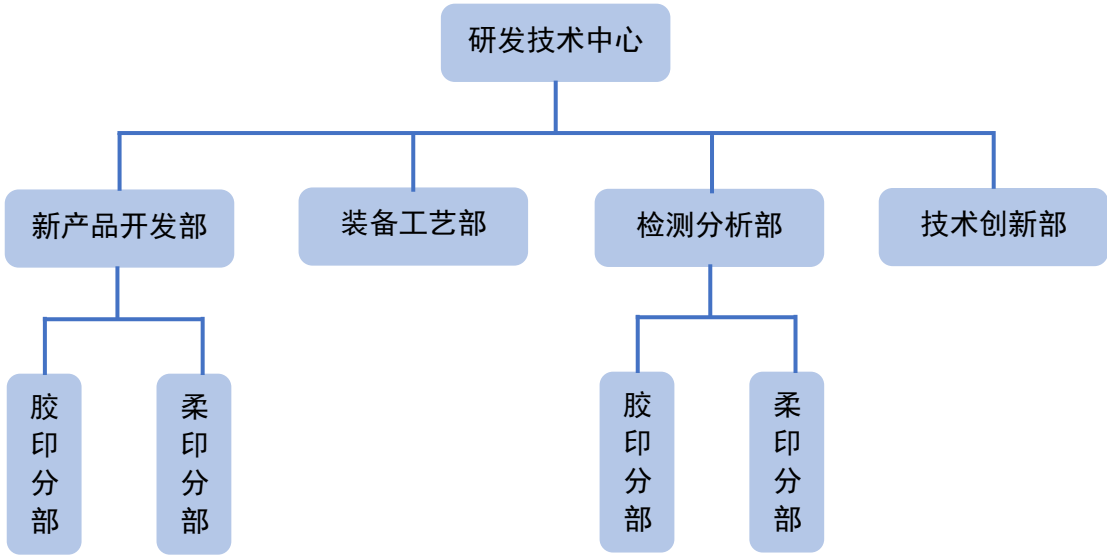 研发技术中心
新产品开发部
装备工艺部
检测分析部
技术创新部
胶印分部
柔印分部
胶印分部
柔印分部